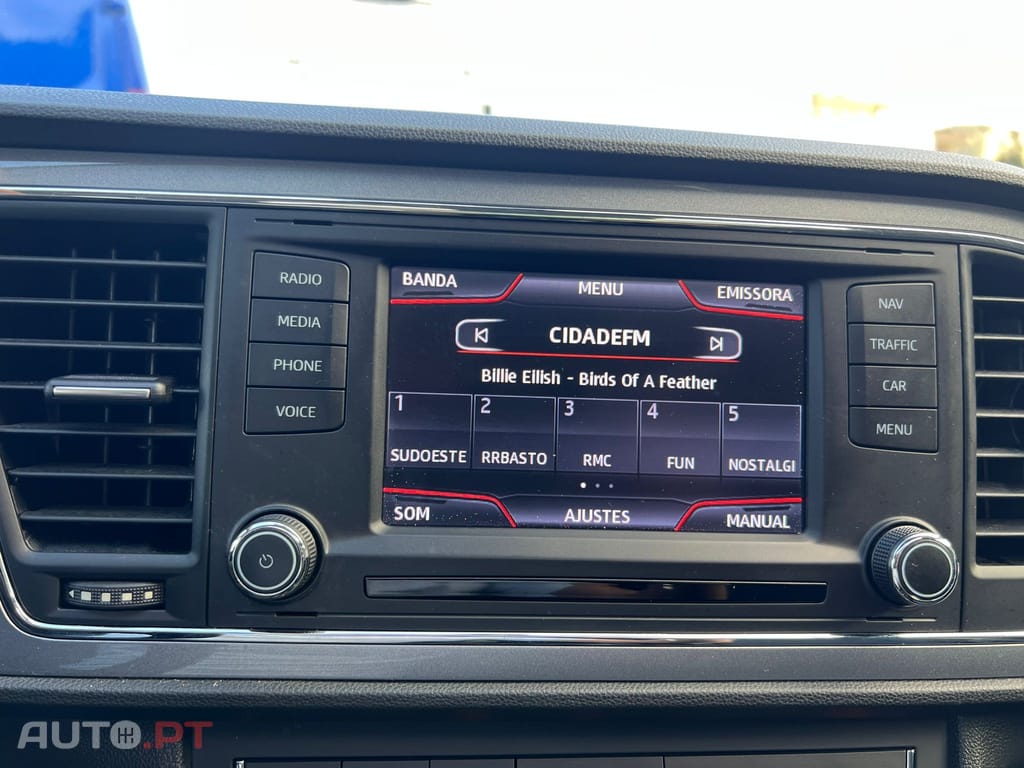 RADIO
MEDIA
PHONE
VOICE
BANDA MENU EMISSORA
CIDADEFM
Billie Eilish - Birds Of A Feather
1 2 3 4 5
SUDOESTE RRBASTO RMC FUN NOSTALGI
SOM AJUSTES MANUAL
NAV
TRAFFIC
CAR
MENU
AUTO.PT